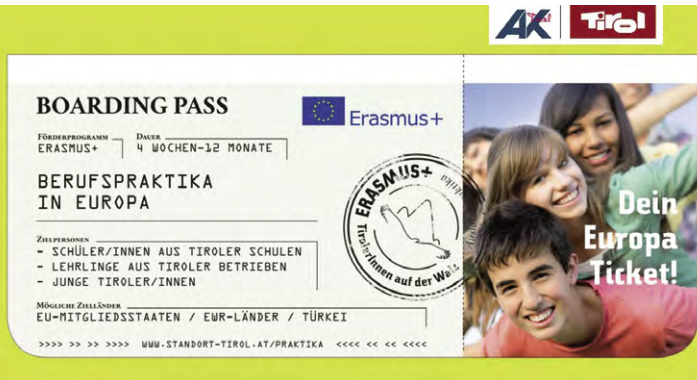 AK Tirol
Tirol
BOARDING PASS
Erasmus+
FÖRDERPROGRAMM DAUER
ERASMUS+ 4 WOCHEN-12 MONATE
BERUFSPRAKTIKA
IN EUROPA
ERASMUS+
TirolerInnen auf der Walz
ZIELPERSONEN
- SCHÜLER/INNEN AUS TIROLER SCHULEN
- LEHRLINGE AUS TIROLER BETRIEBEN
- JUNGE TIROLER/INNEN
MÖGLICHE ZIELLÄNDER
EU-MITGLIEDSSTAATEN / EWR-LÄNDER / TÜRKEI
>>>> >> >> >>>> WWW.STANDORT-TIROL.AT/PRAKTIKA <<<< << << <<<<
Dein
Europa
Ticket!